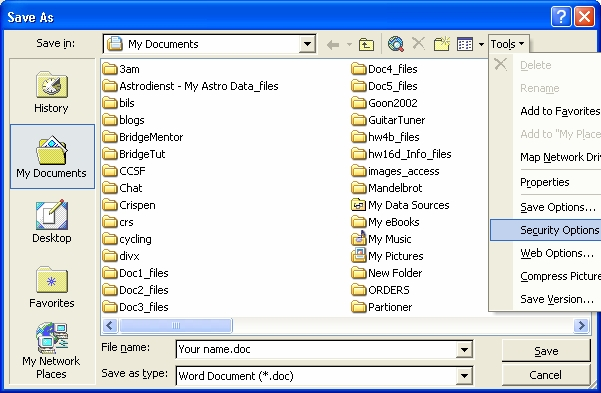 Save As
Save in:
My Documents
Tools
History
My Documents
Desktop
Favorites
My Network
Places
3am
Astrodienst - My Astro Data_files
bils
blogs
BridgeMentor
BridgeTut
CCSF
Chat
Crispen
crs
cycling
divx
Doc1_files
Doc2_files
Doc3_files
Doc4_files
Doc5_files
Goon2002
GuitarTuner
hw4b_files
hw16d_Info_files
images_access
Mandelbrot
My Data Sources
My eBooks
My Music
My Pictures
New Folder
ORDERS
Partioner
Delete
Rename
Add to Favorites
Add to "My Place
Map Network Driv
Properties
Save Options...
Security Options
Web Options...
Compress Picture
Save Version...
File name:
Your name.doc
Save
Save as type:
Word Document (*.doc)
Cancel